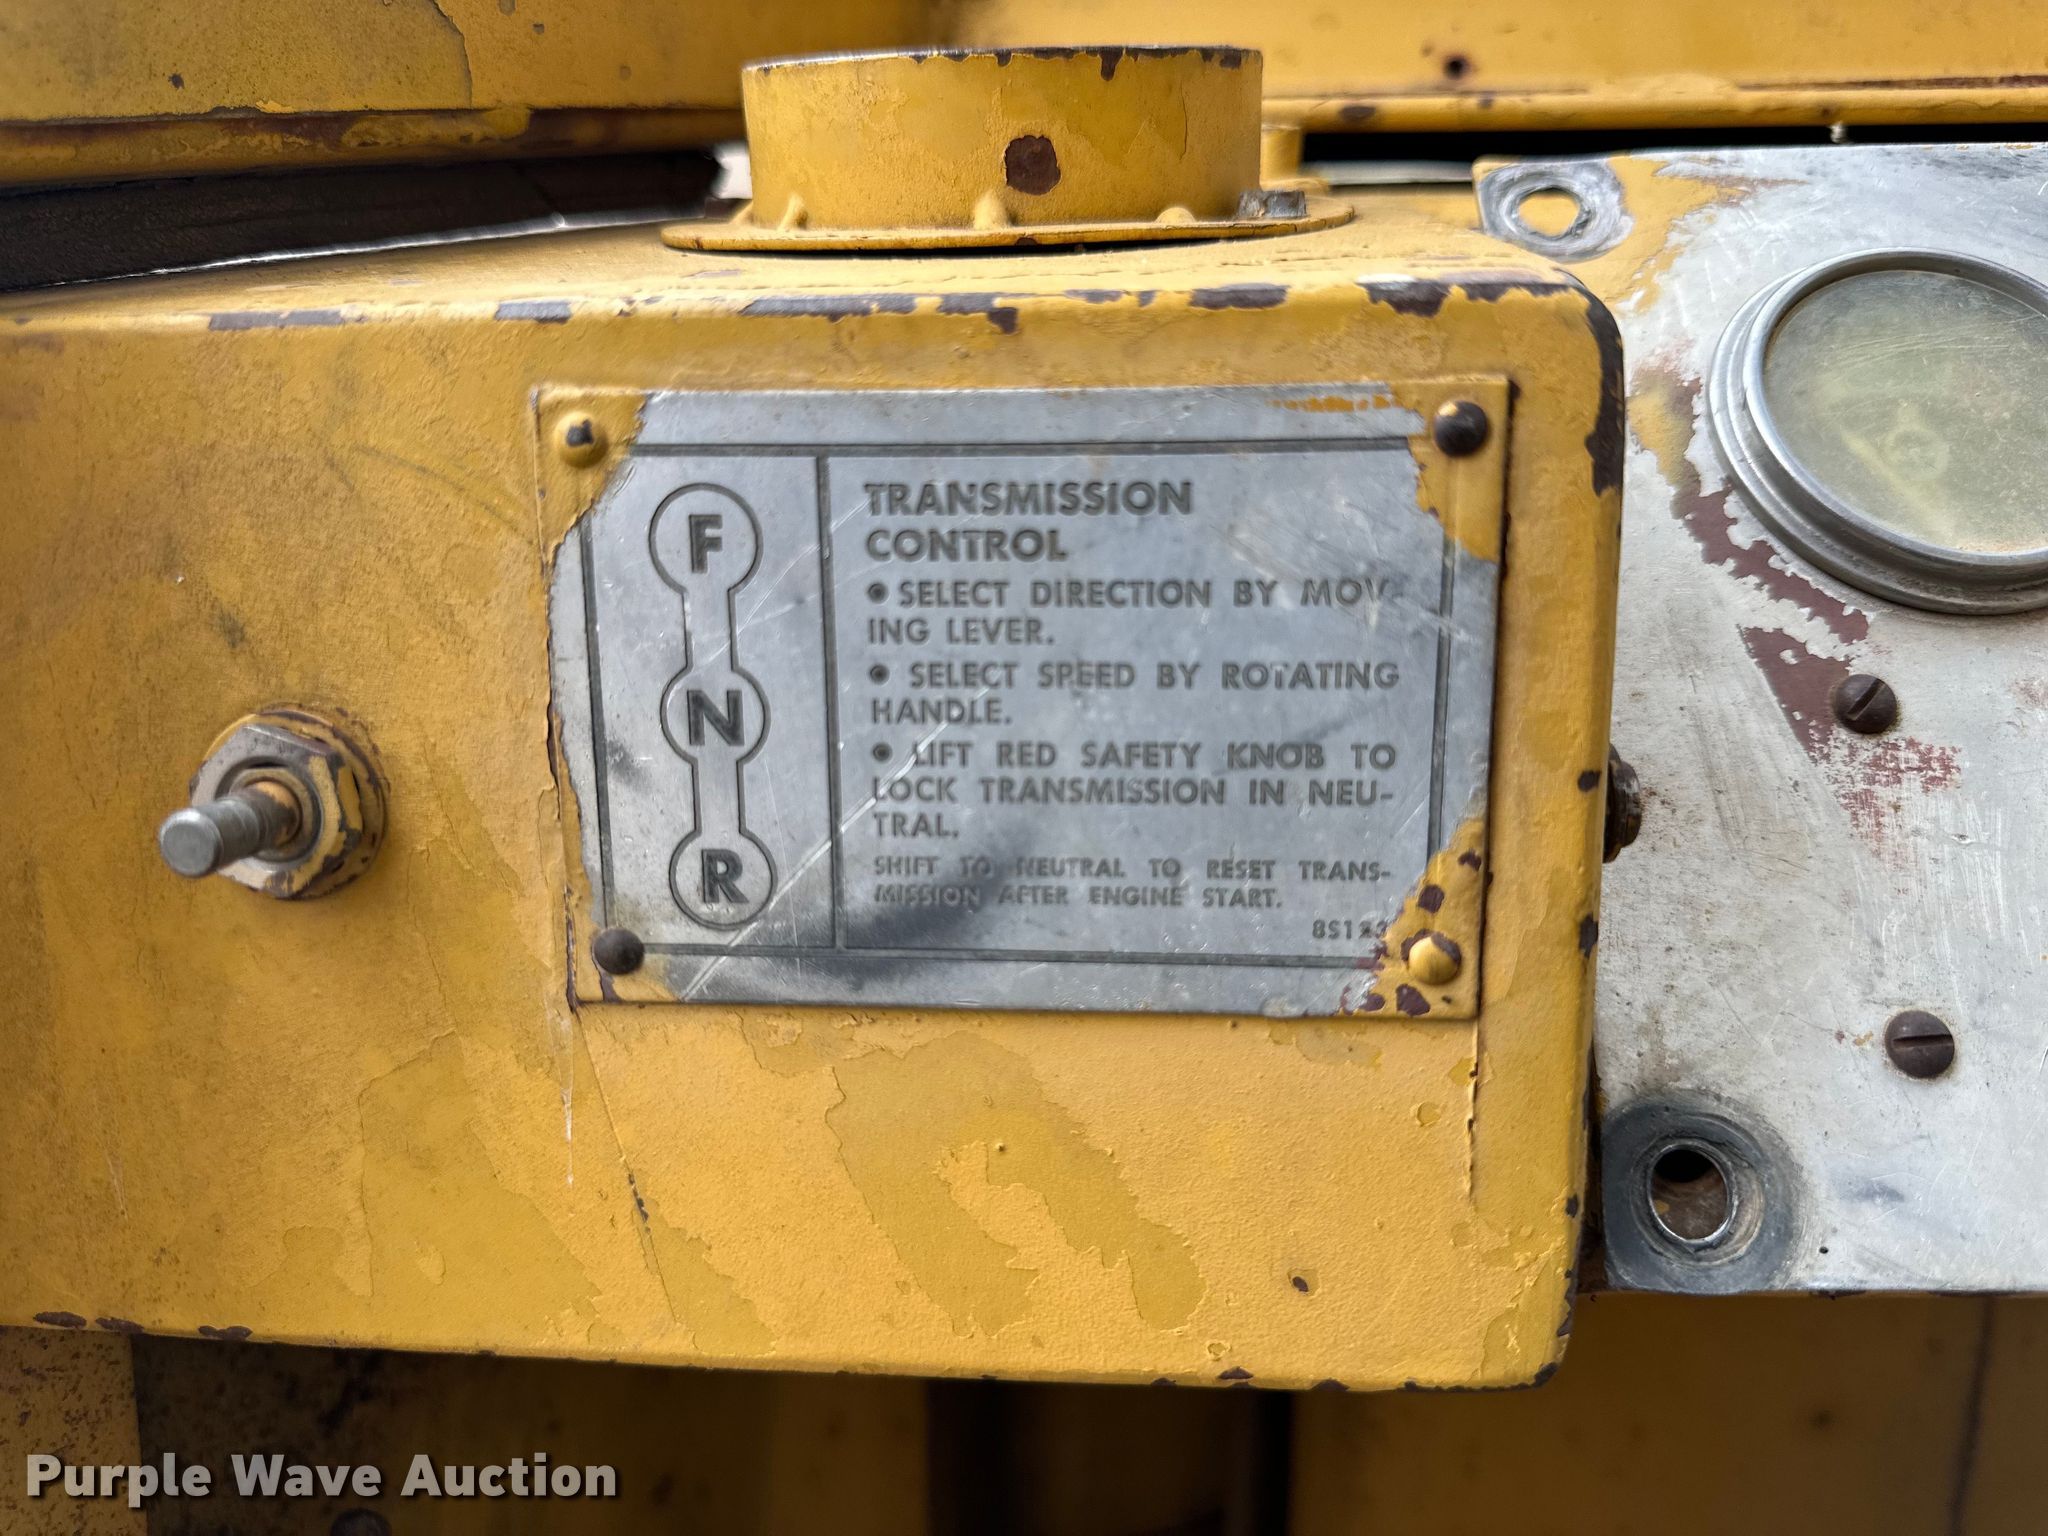 F
N
R
TRANSMISSION
CONTROL
• SELECT DIRECTION BY MOV-
ING LEVER.
• SELECT SPEED BY ROTATING
HANDLE.
• LIFT RED SAFETY KNOB TO
LOCK TRANSMISSION IN NEU-
TRAL.
SHIFT TO NEUTRAL TO RESET TRANS-
MISSION AFTER ENGINE START.
Purple Wave Auction